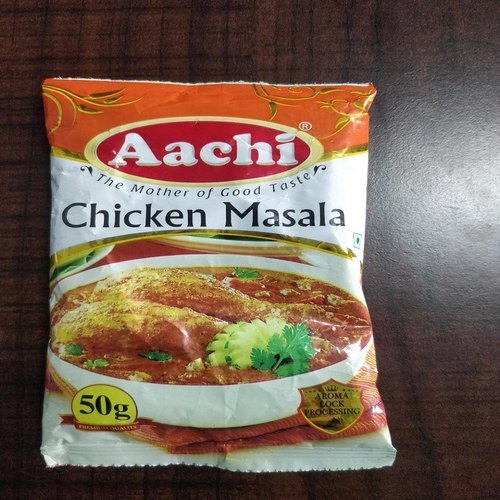 Aachi®
The Mother of Good Taste
Chicken Masala
50g
PREMIUM QUALITY
AROMA
LOCK
PROCESSING